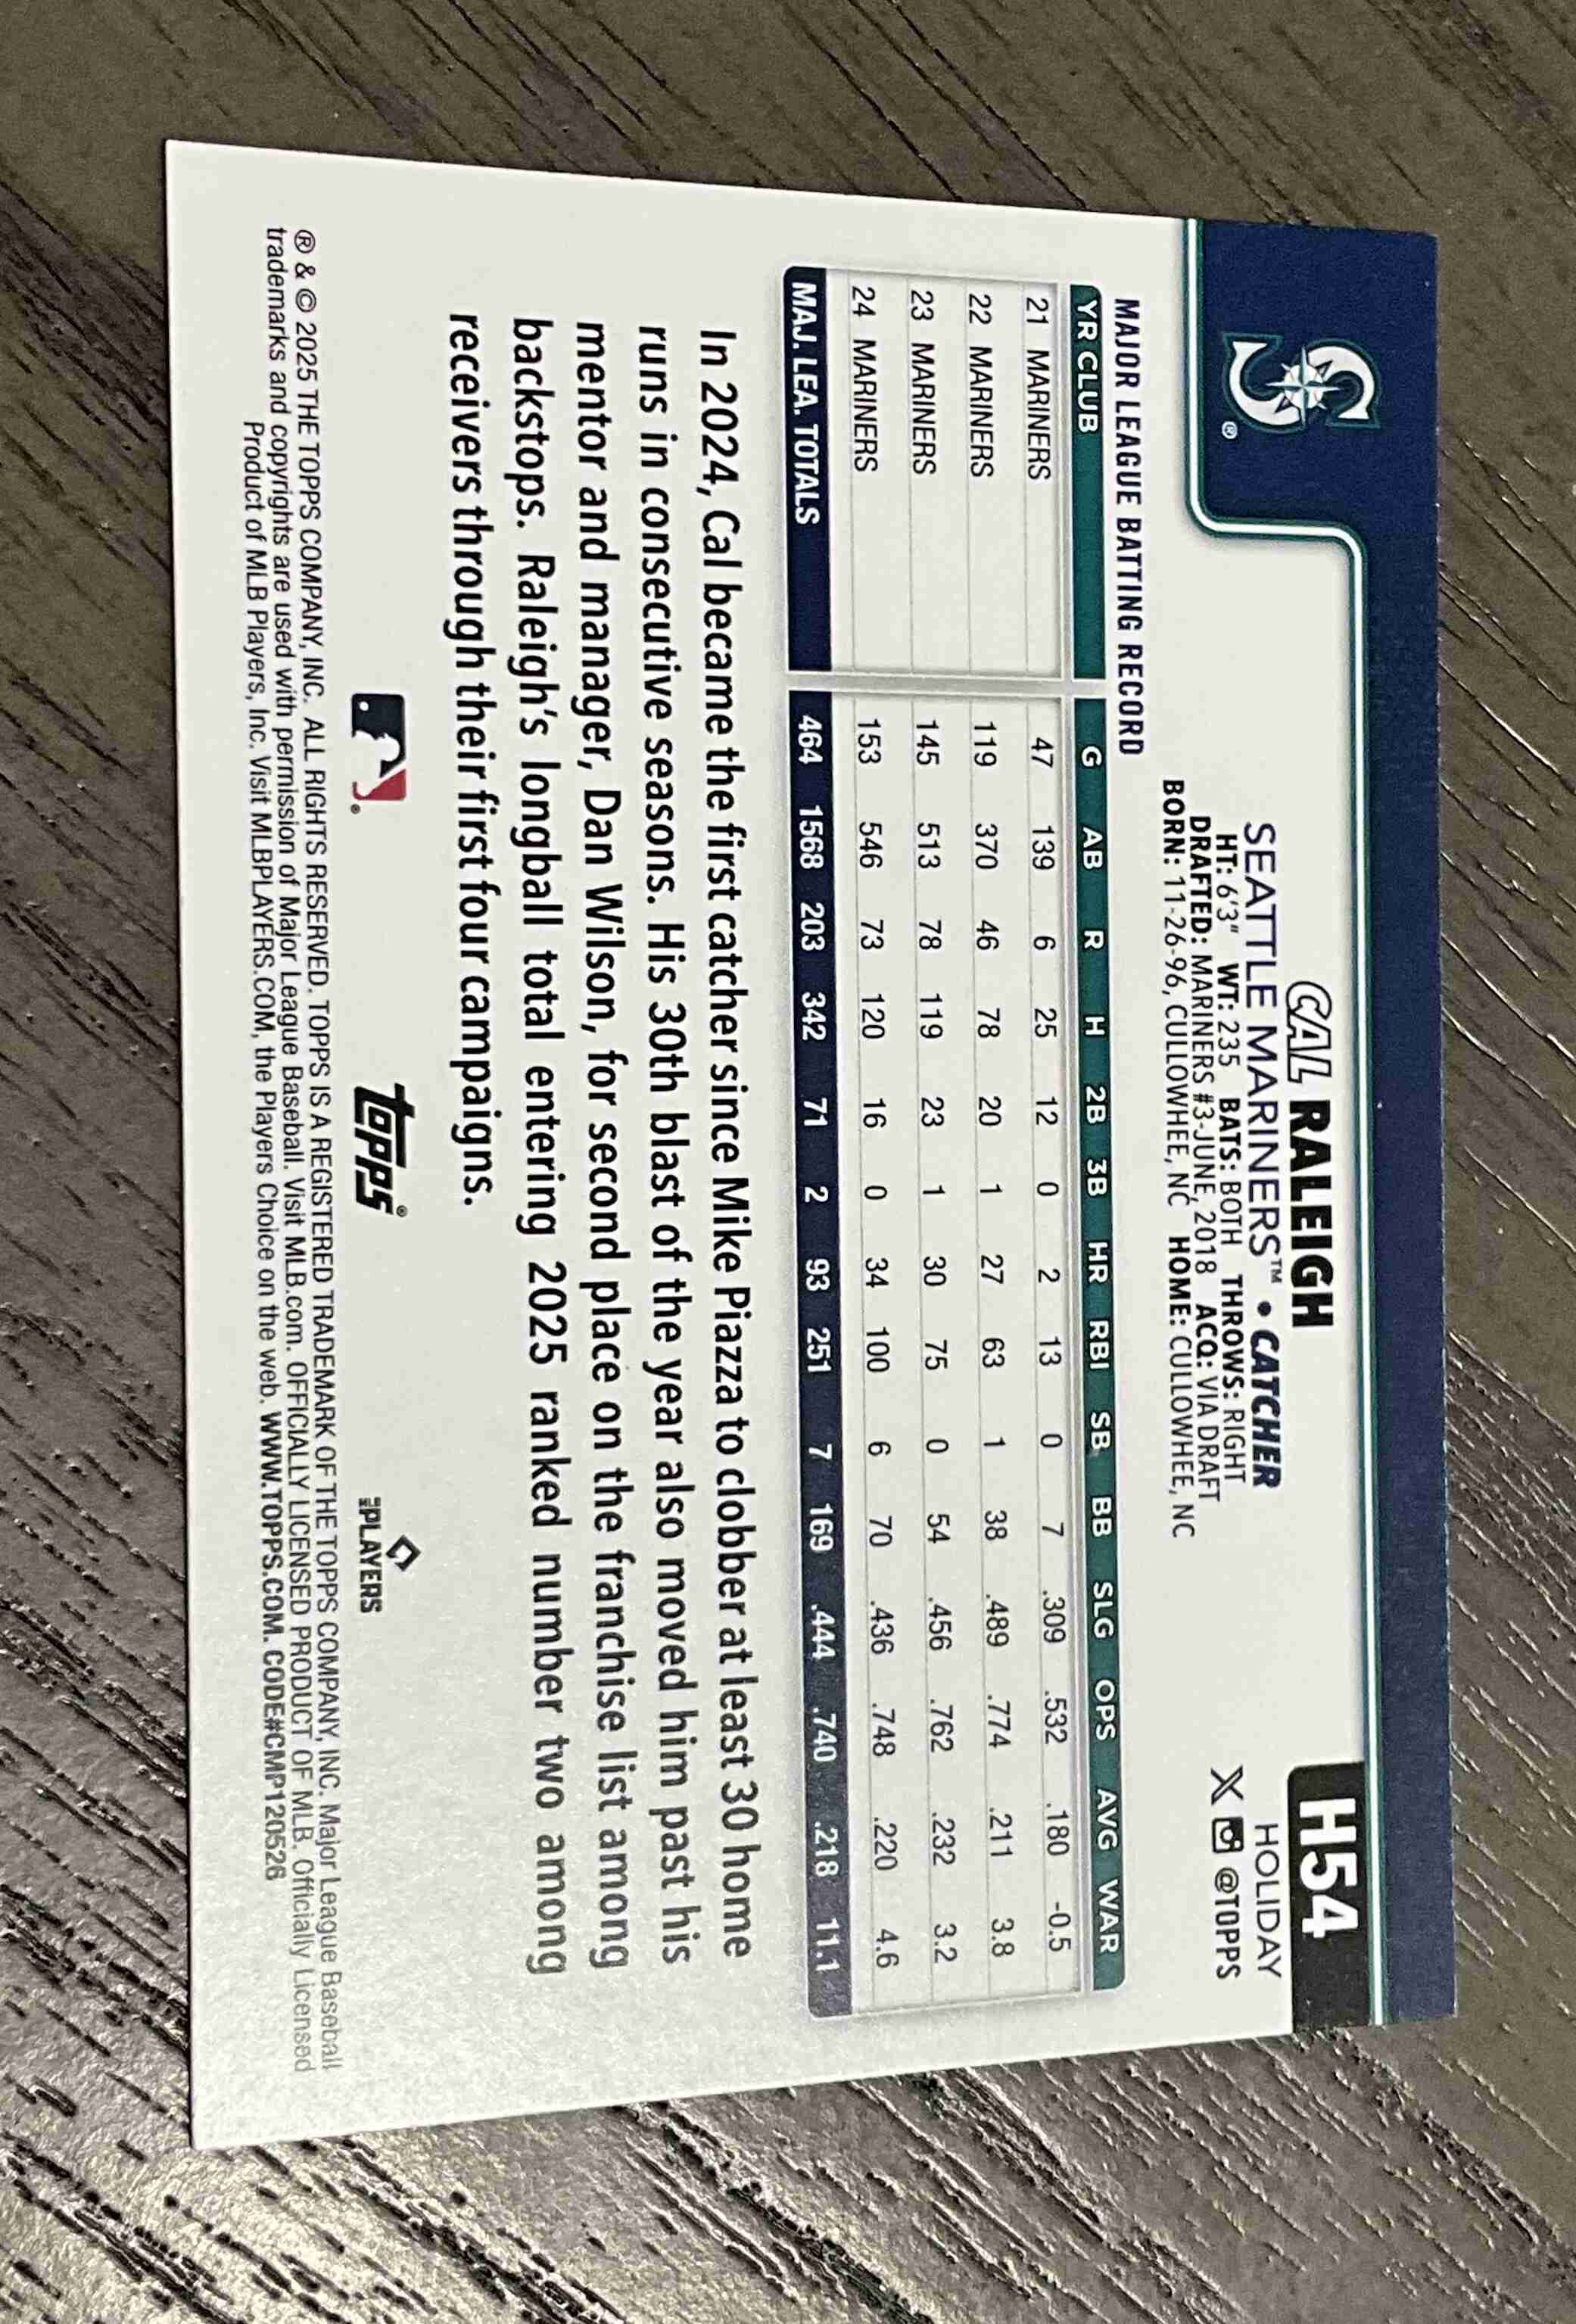 S®
CAL RALEIGH
H54
SEATTLE MARINERS™ • CATCHER
HOLIDAY
HT: 6'3" WT: 235 BATS: BOTH THROWS: RIGHT
X @TOPPS
DRAFTED: MARINERS #3-JUNE, 2018 ACQ: VIA DRAFT
BORN: 11-26-96, CULLOWHEE, NC HOME: CULLOWHEE, NC
MAJOR LEAGUE BATTING RECORD
YR CLUB G AB R H 2B 3B HR RBI SB BB SLG OPS AVG WAR
21 MARINERS 47 139 6 25 12 0 2 13 0 7 .309 .532 .180 -0.5
22 MARINERS 119 370 46 78 20 1 27 63 1 38 .489 .774 .211 3.8
23 MARINERS 145 513 78 119 23 1 30 75 0 54 .456 .762 .232 3.2
24 MARINERS 153 546 73 120 16 0 34 100 6 70 .436 .748 .220 4.6
MAJ. LEA. TOTALS 464 1568 203 342 71 2 93 251 7 169 .444 .740 .218 11.1
In 2024, Cal became the first catcher since Mike Piazza to clobber at least 30 home
runs in consecutive seasons. His 30th blast of the year also moved him past his
mentor and manager, Dan Wilson, for second place on the franchise list among
backstops. Raleigh's longball total entering 2025 ranked number two among
receivers through their first four campaigns.
® topps® PLAYERS
® & © 2025 THE TOPPS COMPANY, INC. ALL RIGHTS RESERVED. TOPPS IS A REGISTERED TRADEMARK OF THE TOPPS COMPANY, INC. Major League Baseball
trademarks and copyrights are used with permission of Major League Baseball. Visit MLB.com. OFFICIALLY LICENSED PRODUCT OF MLB. Officially Licensed
Product of MLB Players, Inc. Visit MLBPLAYERS.COM, the Players Choice on the web. WWW.TOPPS.COM. CODE#CMP120526